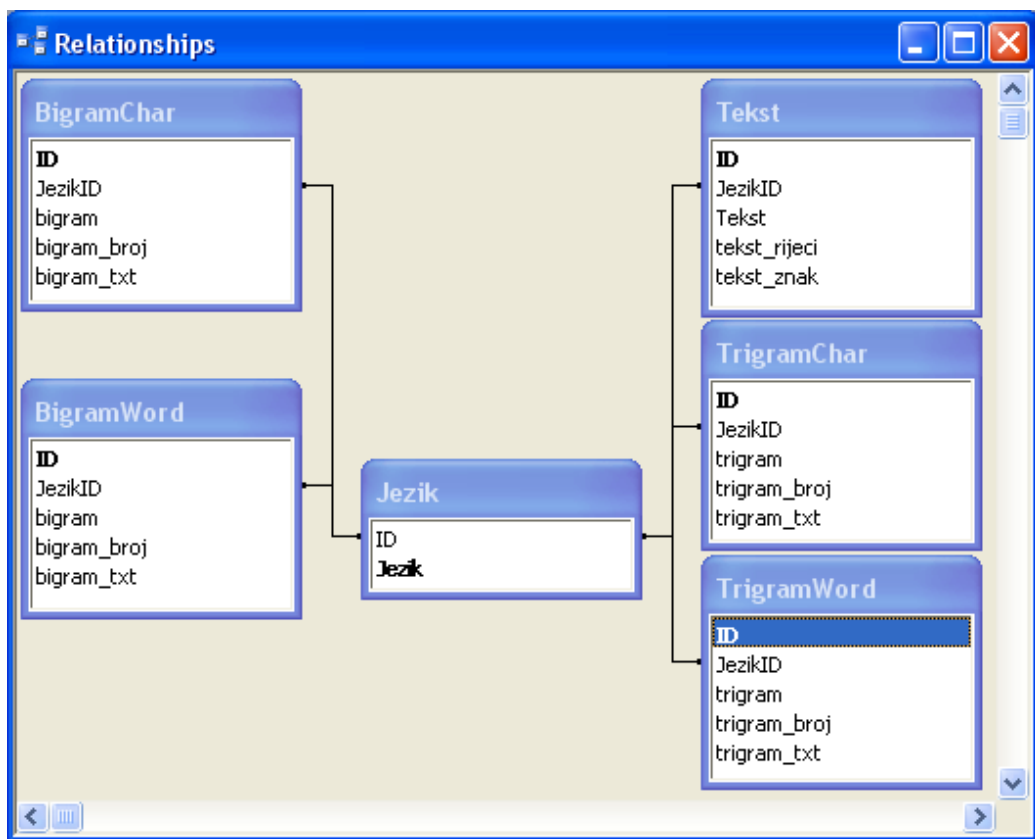 Relationships
BigramChar
ID
JezikID
bigram
bigram_broj
bigram_txt
BigramWord
ID
JezikID
bigram
bigram_broj
bigram_txt
Jezik
ID
Jezik
Tekst
ID
JezikID
Tekst
tekst_rijeci
tekst_znak
TrigramChar
ID
JezikID
trigram
trigram_broj
trigram_txt
TrigramWord
ID
JezikID
trigram
trigram_broj
trigram_txt